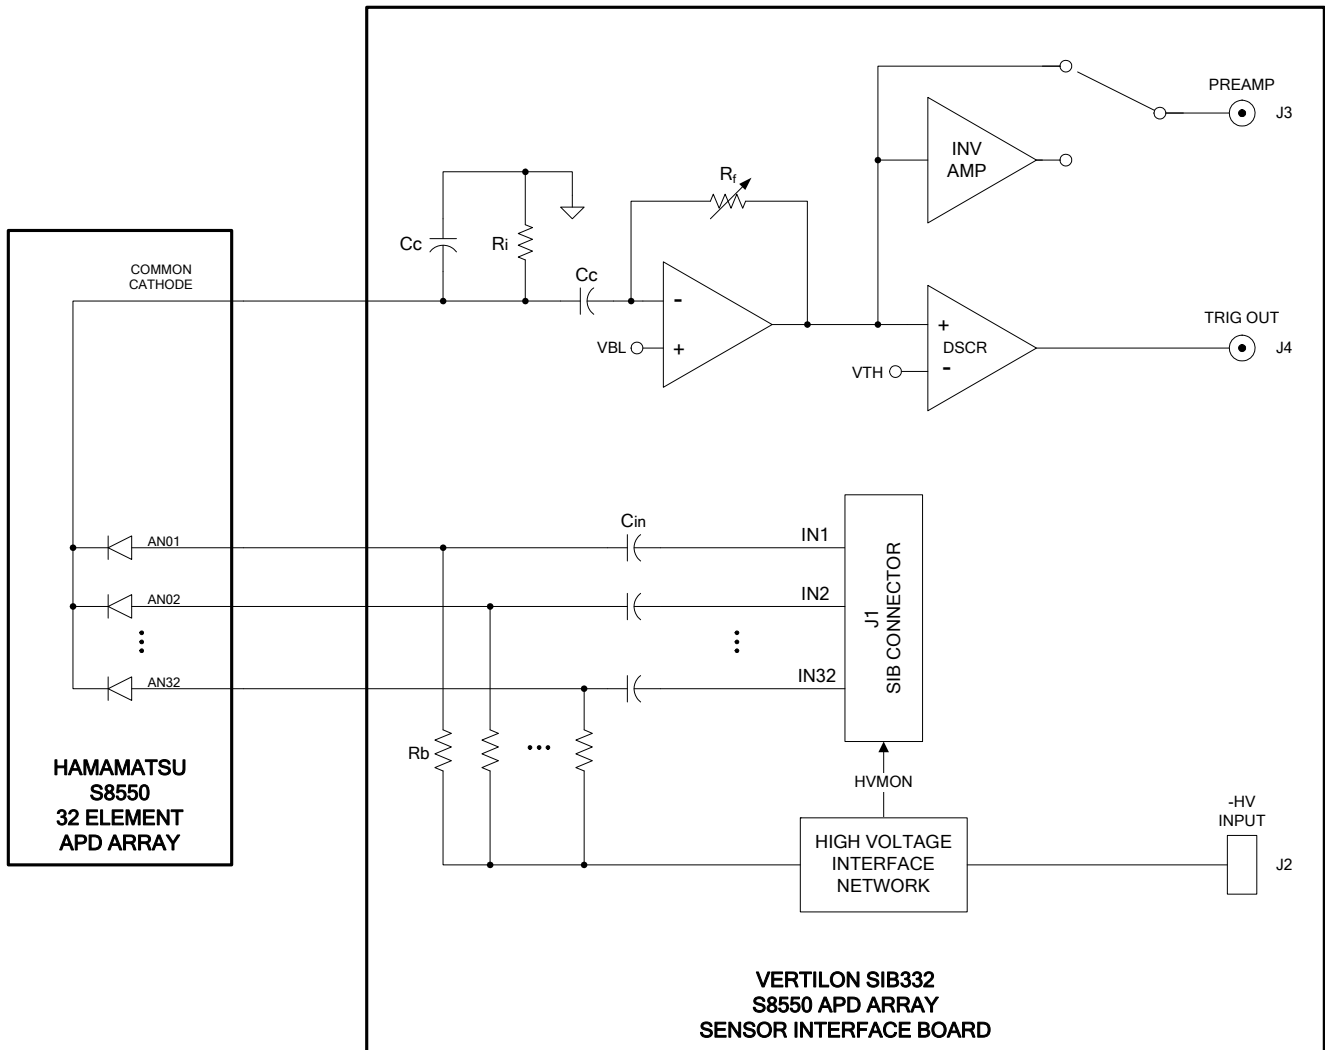 PREAMP
J3
INV
AMP
Rf
Cc
Ri
Cc
COMMON
CATHODE
-
+
VBL
+
-
DSCR
VTH
TRIG OUT
J4
Cin
AN01
IN1
AN02
IN2
AN32
IN32
J1
SIB CONNECTOR
Rb
HVMON
HAMAMATSU
S8550
32 ELEMENT
APD ARRAY
HIGH VOLTAGE
INTERFACE
NETWORK
-HV
INPUT
J2
VERTILON SIB332
S8550 APD ARRAY
SENSOR INTERFACE BOARD